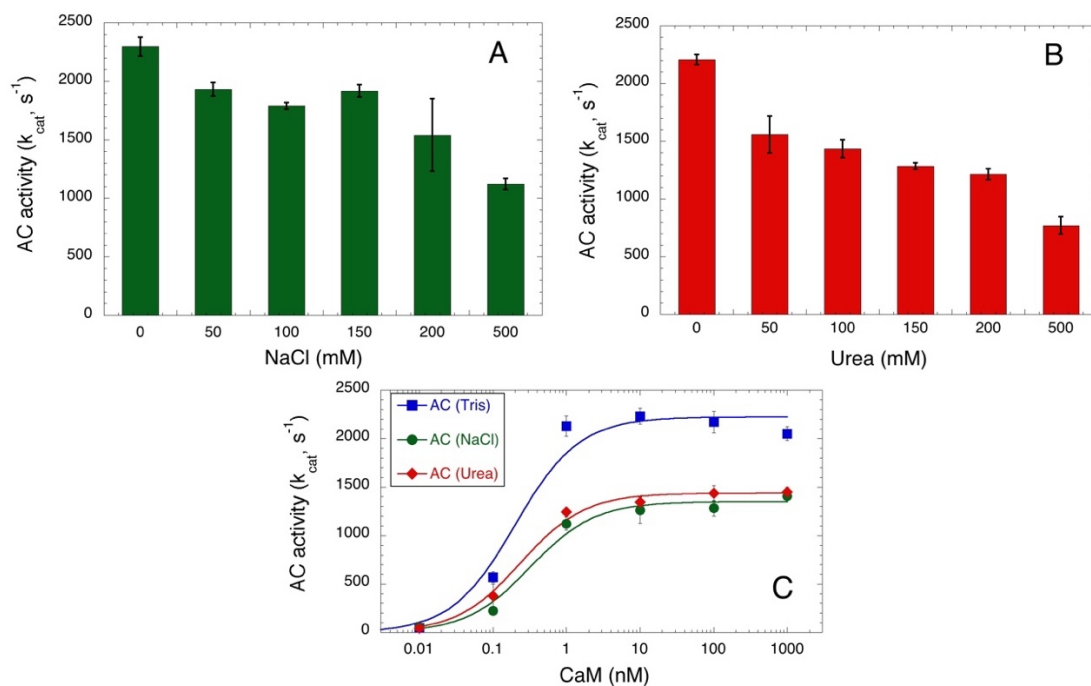 A
AC activity (k_cat, s^-1)
2500
2000
1500
1000
500
0
0 50 100 150 200 500
NaCl (mM)
B
AC activity (k_cat, s^-1)
2500
2000
1500
1000
500
0
0 50 100 150 200 500
Urea (mM)
AC (Tris)
AC (NaCl)
AC (Urea)
C
AC activity (k_cat, s^-1)
2500
2000
1500
1000
500
0
0.01 0.1 1 10 100 1000
CaM (nM)